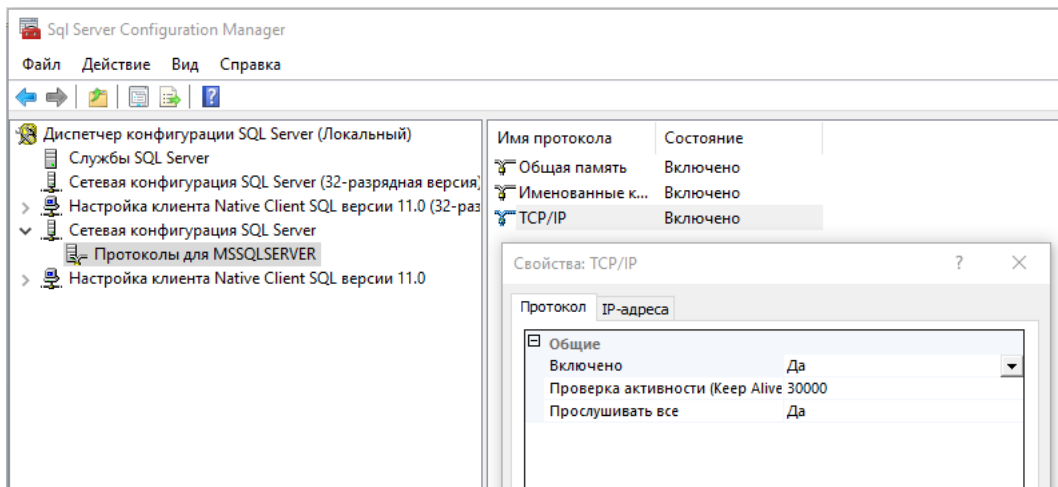 Sql Server Configuration Manager
Файл Действие Вид Справка
Диспетчер конфигурации SQL Server (Локальный)
Службы SQL Server
Сетевая конфигурация SQL Server (32-разрядная версия)
Настройка клиента Native Client SQL версии 11.0 (32-раз
Сетевая конфигурация SQL Server
Протоколы для MSSQLSERVER
Настройка клиента Native Client SQL версии 11.0
Имя протокола Состояние
Общая память Включено
Именованные к... Включено
TCP/IP Включено
Свойства: TCP/IP
Протокол IP-адреса
Общие
Включено Да
Проверка активности (Keep Alive 30000
Прослушивать все Да